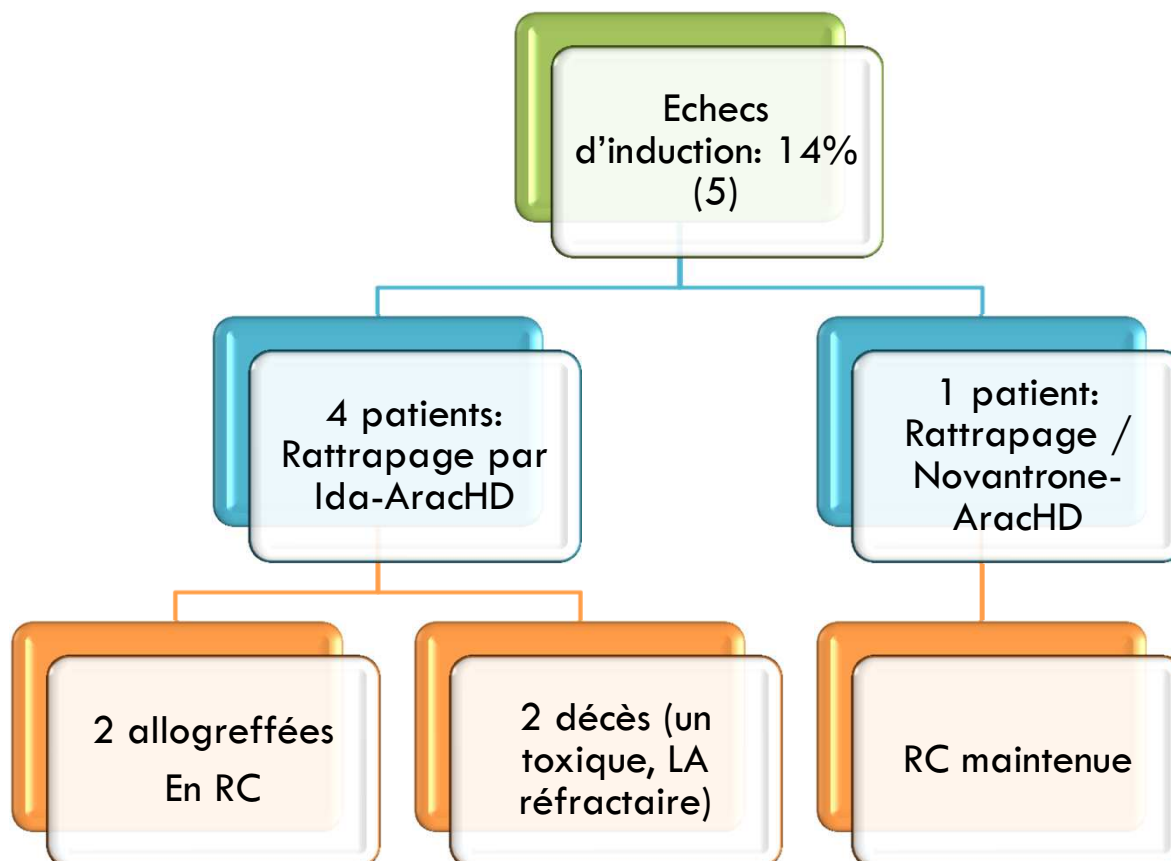 Echecs
d'induction: 14%
(5)
4 patients:
Rattrapage par
Ida-AracHD
1 patient:
Rattrapage /
Novantrone-
AracHD
2 allogreffées
En RC
2 décès (un
toxique, LA
réfractaire)
RC maintenue